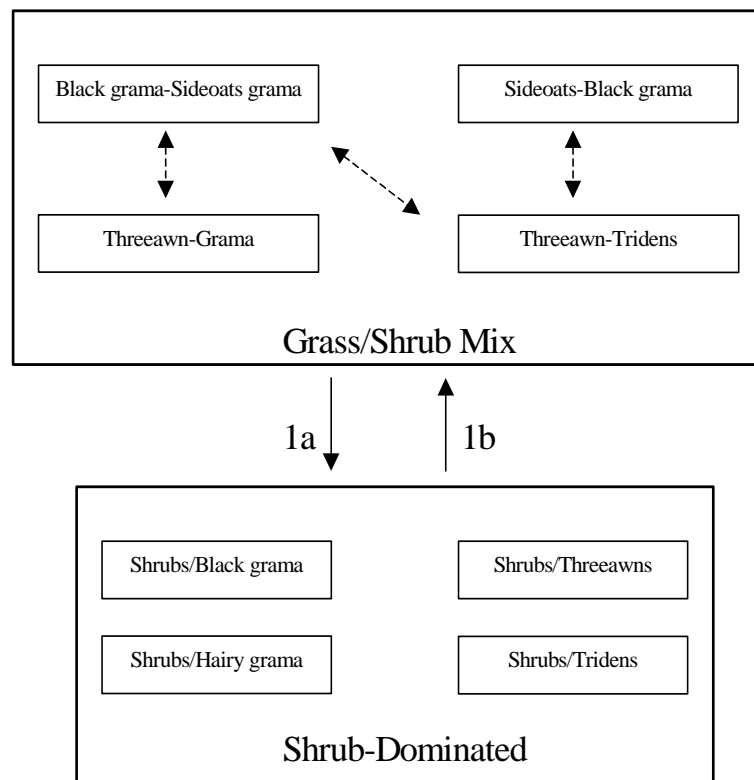 Black grama-Sideoats grama
Sideoats-Black grama
Threeawn-Grama
Threeawn-Tridens
Grass/Shrub Mix
1a
1b
Shrubs/Black grama
Shrubs/Threeawns
Shrubs/Hairy grama
Shrubs/Tridens
Shrub-Dominated